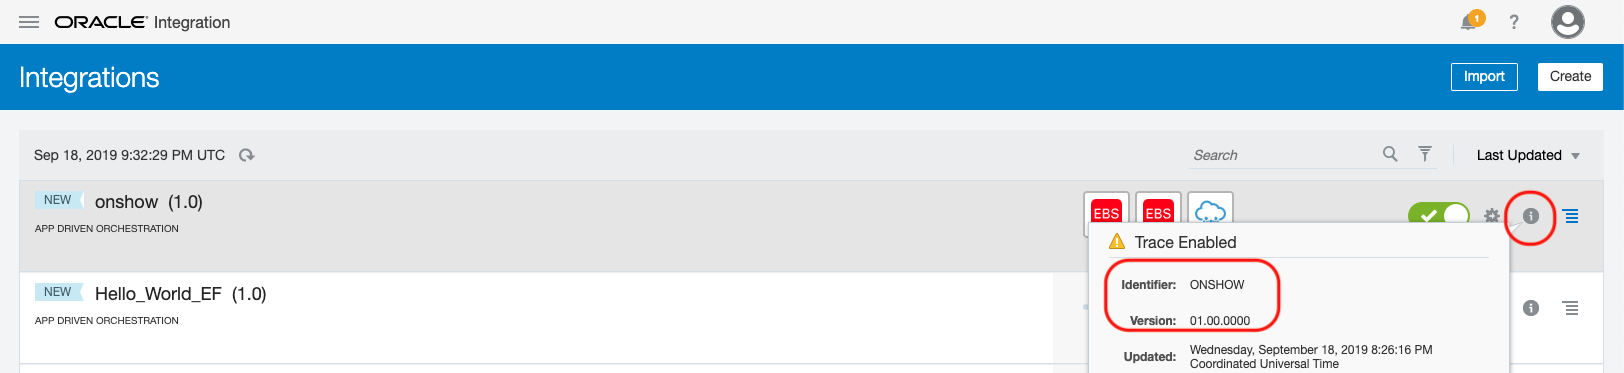 ORACLE® Integration
1
?
Integrations
Import
Create
Sep 18, 2019 9:32:29 PM UTC
Search
Last Updated
NEW onshow (1.0)
APP DRIVEN ORCHESTRATION
EBS EBS
i
Trace Enabled
Identifier: ONSHOW
Version: 01.00.0000
Updated: Wednesday, September 18, 2019 8:26:16 PM
Coordinated Universal Time
NEW Hello_World_EF (1.0)
APP DRIVEN ORCHESTRATION
i